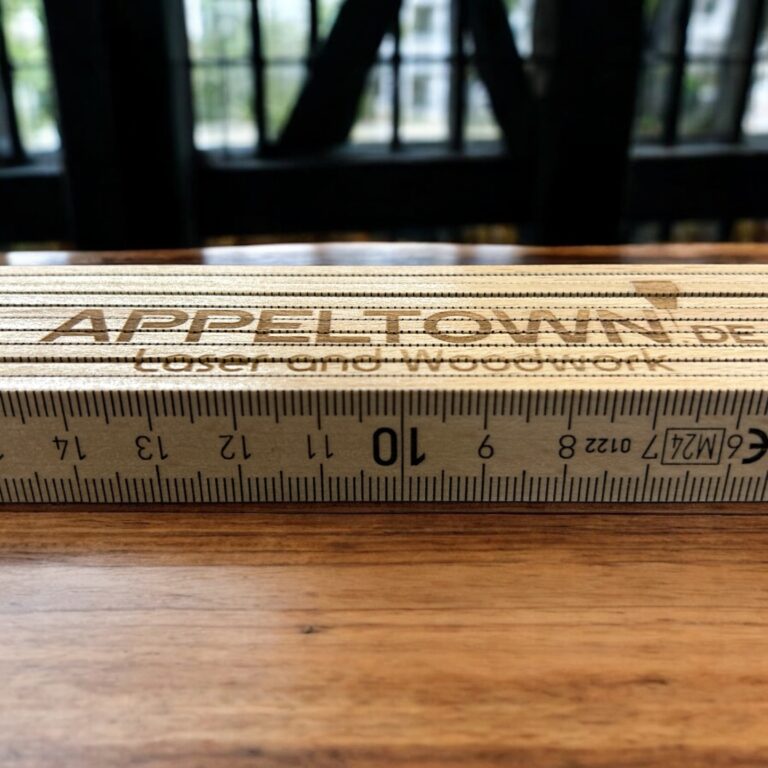 APPELTOWN.DE
Laser and Woodwork
14 13 12 11 10 9 8 0122 7 M24 6 CE